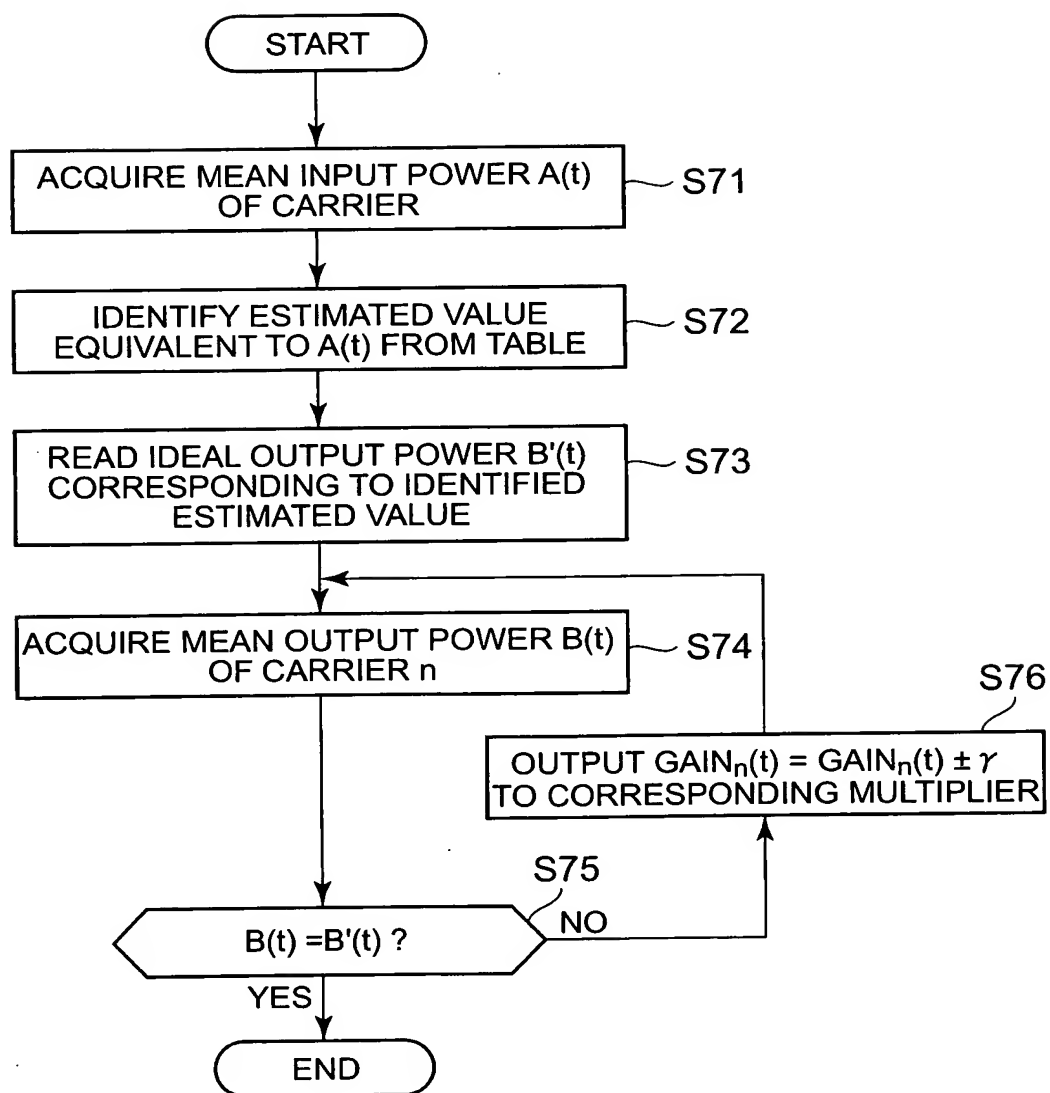 START
ACQUIRE MEAN INPUT POWER A(t)
OF CARRIER
S71
IDENTIFY ESTIMATED VALUE
EQUIVALENT TO A(t) FROM TABLE
S72
READ IDEAL OUTPUT POWER B'(t)
CORRESPONDING TO IDENTIFIED
ESTIMATED VALUE
S73
ACQUIRE MEAN OUTPUT POWER B(t)
OF CARRIER n
S74
S76
OUTPUT GAINₙ(t) = GAINₙ(t) ± γ
TO CORRESPONDING MULTIPLIER
S75
B(t) =B'(t) ?
NO
YES
END